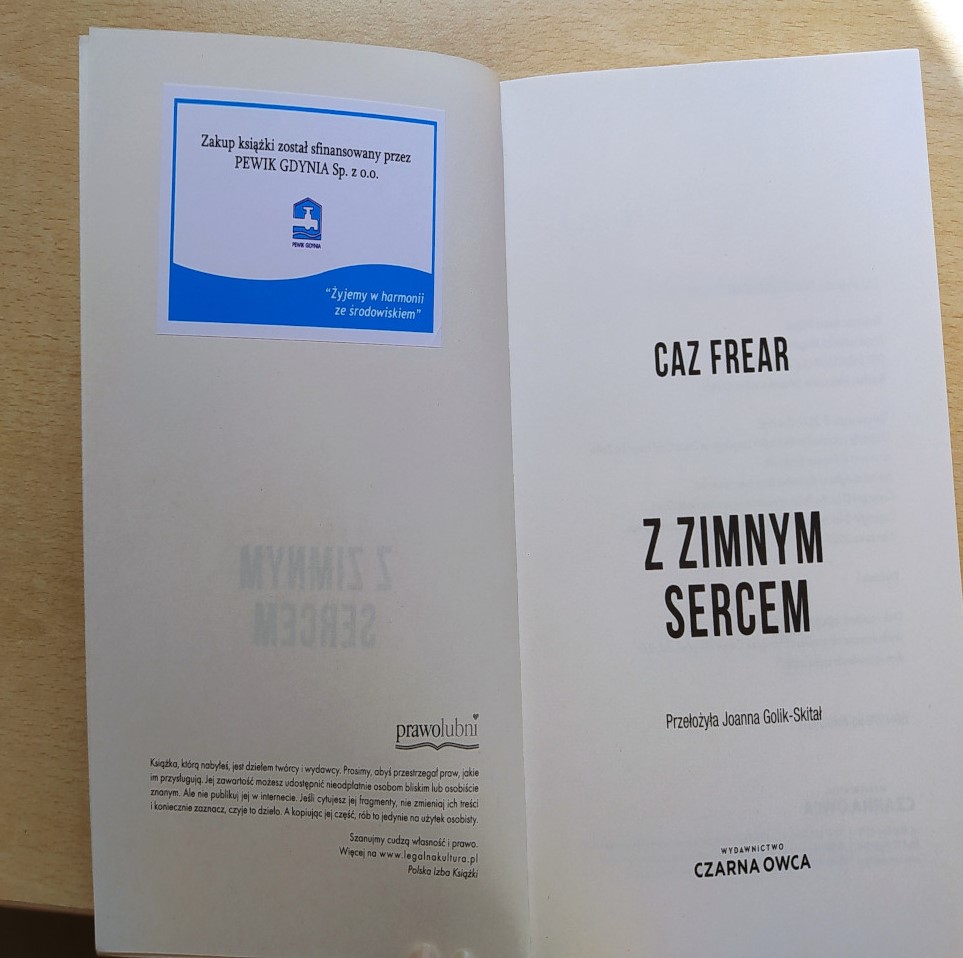 Zakup książki został sfinansowany przez
PEWIK GDYNIA Sp. z o.o.
PEWIK GDYNIA
"Żyjemy w harmonii
ze środowiskiem"
prawolubni
Książka, którą nabyłeś, jest dziełem twórcy i wydawcy. Prosimy, abyś przestrzegał praw, jakie
im przysługują. Jej zawartość możesz udostępnić nieodpłatnie osobom bliskim lub osobiście
znanym. Ale nie publikuj jej w internecie. Jeśli cytujesz jej fragmenty, nie zmieniaj ich treści
i koniecznie zaznacz, czyje to dzieło. A kopiując jej część, rób to jedynie na użytek osobisty.
Szanujmy cudzą własność i prawo.
Więcej na www.legalnakultura.pl
Polska Izba Książki
CAZ FREAR
Z ZIMNYM
SERCEM
Przełożyła Joanna Golik-Skitał
WYDAWNICTWO
CZARNA OWCA